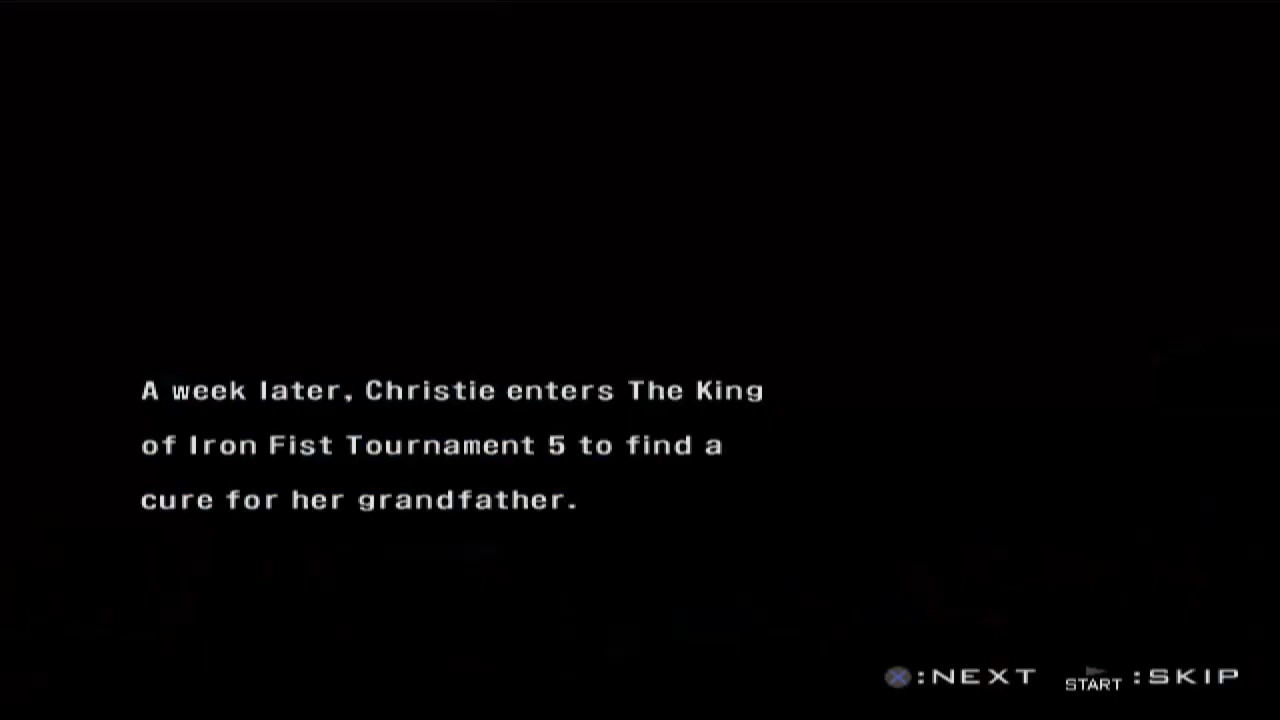 A week later, Christie enters The King
of Iron Fist Tournament 5 to find a
cure for her grandfather.
:NEXT START :SKIP